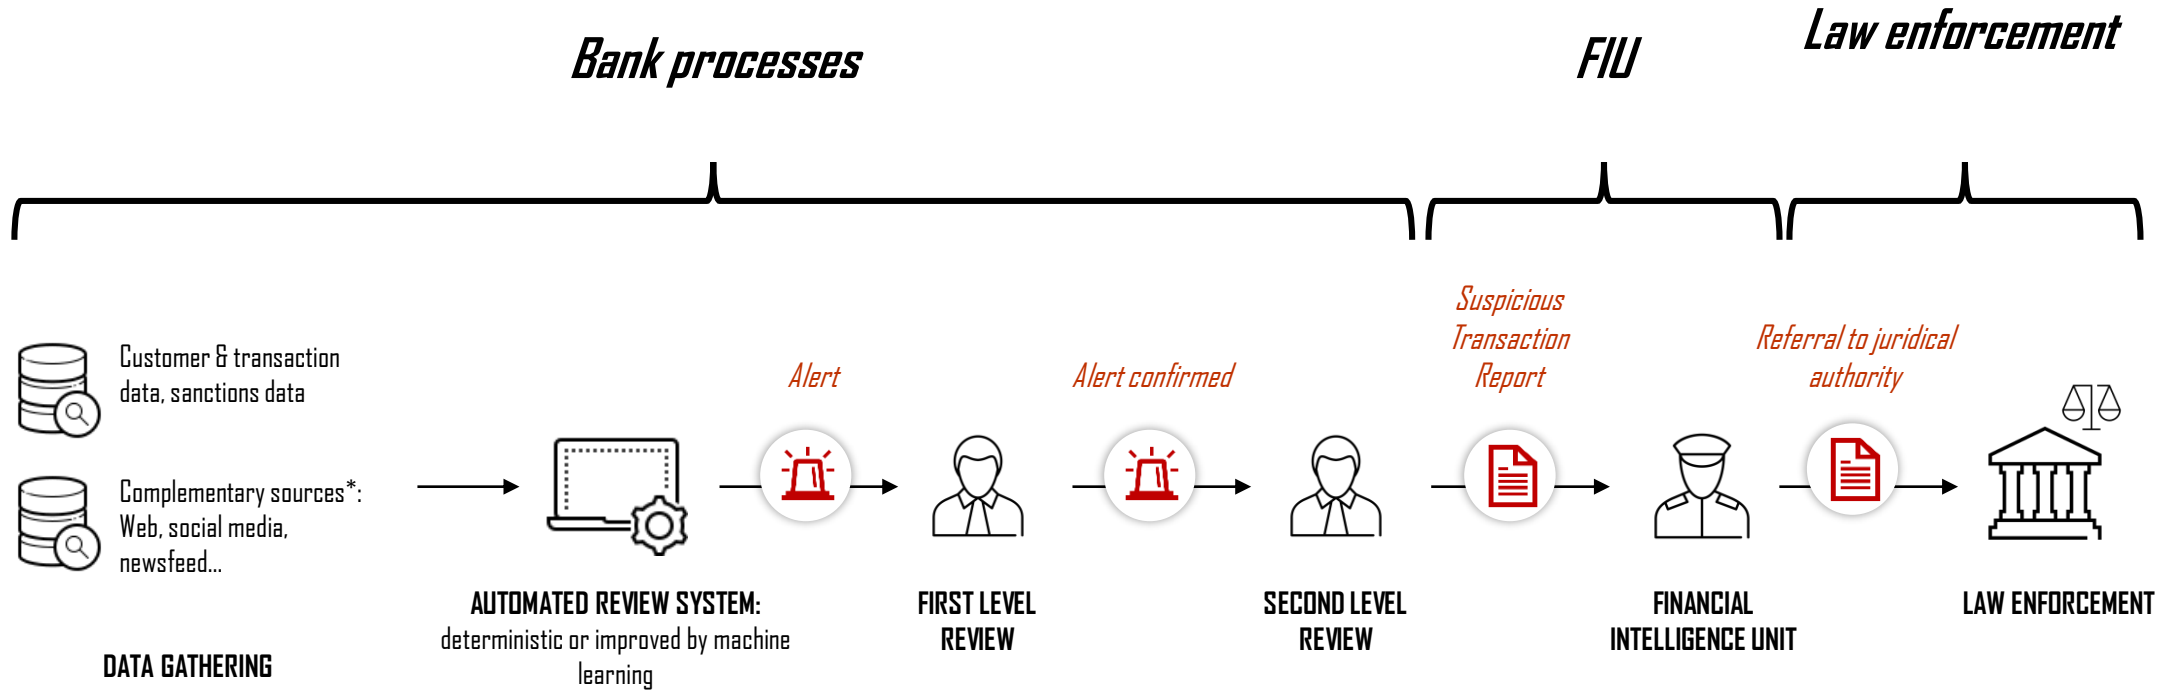 Bank processes
FIU
Law enforcement
Customer & transaction
data, sanctions data
Complementary sources*:
Web, social media,
newsfeed...
DATA GATHERING
AUTOMATED REVIEW SYSTEM:
deterministic or improved by machine
learning
Alert
FIRST LEVEL
REVIEW
Alert confirmed
SECOND LEVEL
REVIEW
Suspicious
Transaction
Report
FINANCIAL
INTELLIGENCE UNIT
Referral to juridical
authority
LAW ENFORCEMENT